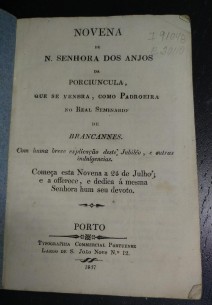 NOVENA
DE
N. SENHORA DOS ANJOS
DA
PORCIUNCULA,
QUE SE VENERA, COMO PADROEIRA
NO REAL SEMINARIO
DE
BRANCANNES.
Com huma breve explicação deste Jubilêo, e outras
indulgencias.
Começa esta Novena a 24 de Julho;
e a offerece, e dedica á mesma
Senhora hum seu devoto.
PORTO
TYPOGRAFIA COMMERCIAL PORTUENSE
LARGO DE S. JOÃO NOVO N.º 12.
1837